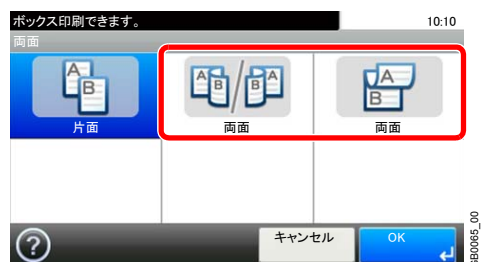 ボックス印刷できます。 10:10
両面
A B A B B A A B
片面 両面 両面
? キャンセル OK
GB0065_00